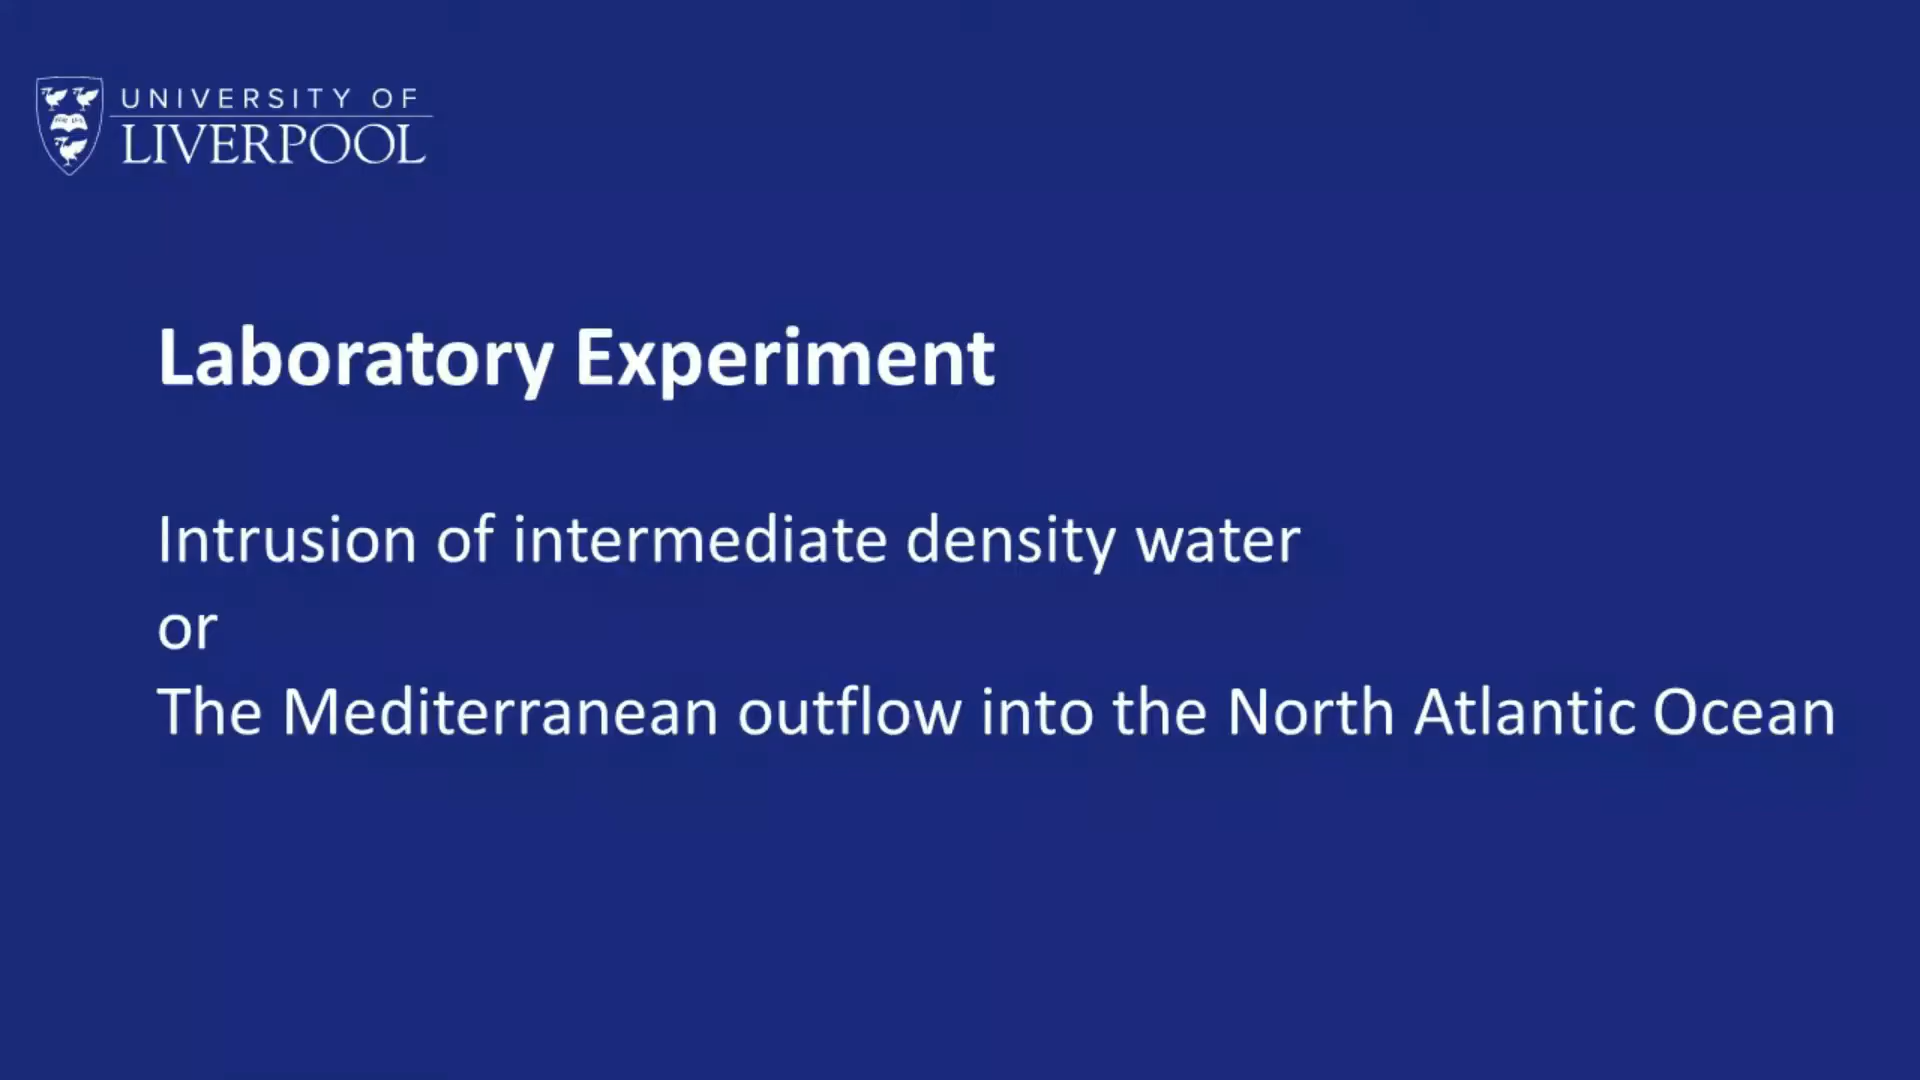 UNIVERSITY OF
LIVERPOOL
Laboratory Experiment
Intrusion of intermediate density water
or
The Mediterranean outflow into the North Atlantic Ocean